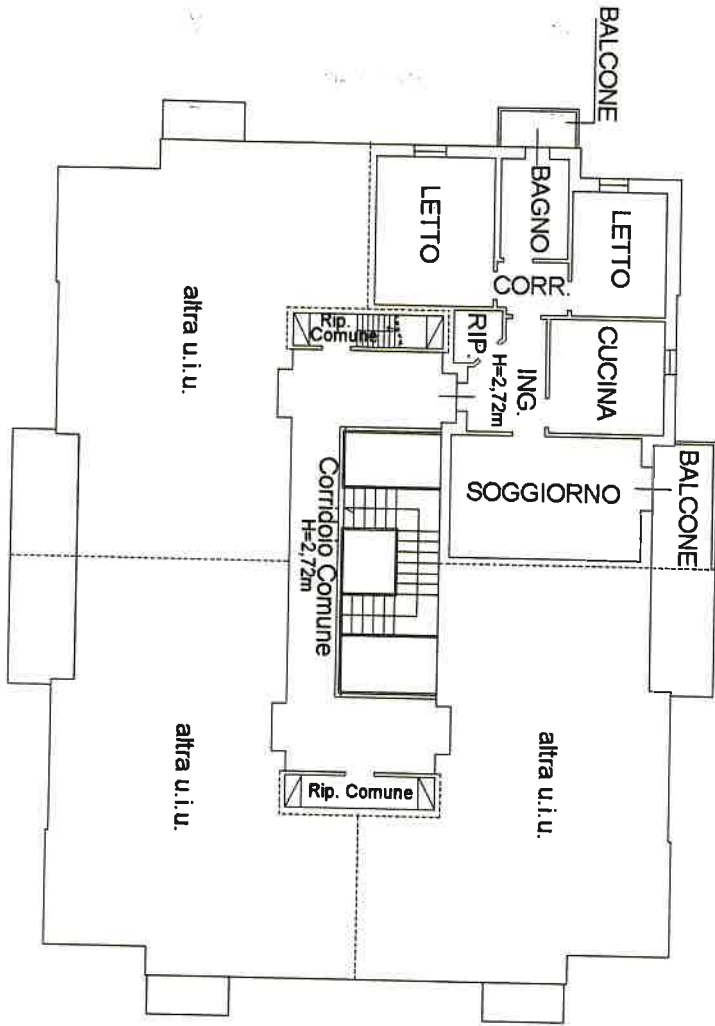 BALCONE
BAGNO
LETTO
LETTO
CORR.
RIP.
H=2,72m
ING.
CUCINA
SOGGIORNO
BALCONE
altra u.i.u.
Rip.
Comune
Corridoio Comune
H=2,72m
altra u.i.u.
altra u.i.u.
Rip. Comune